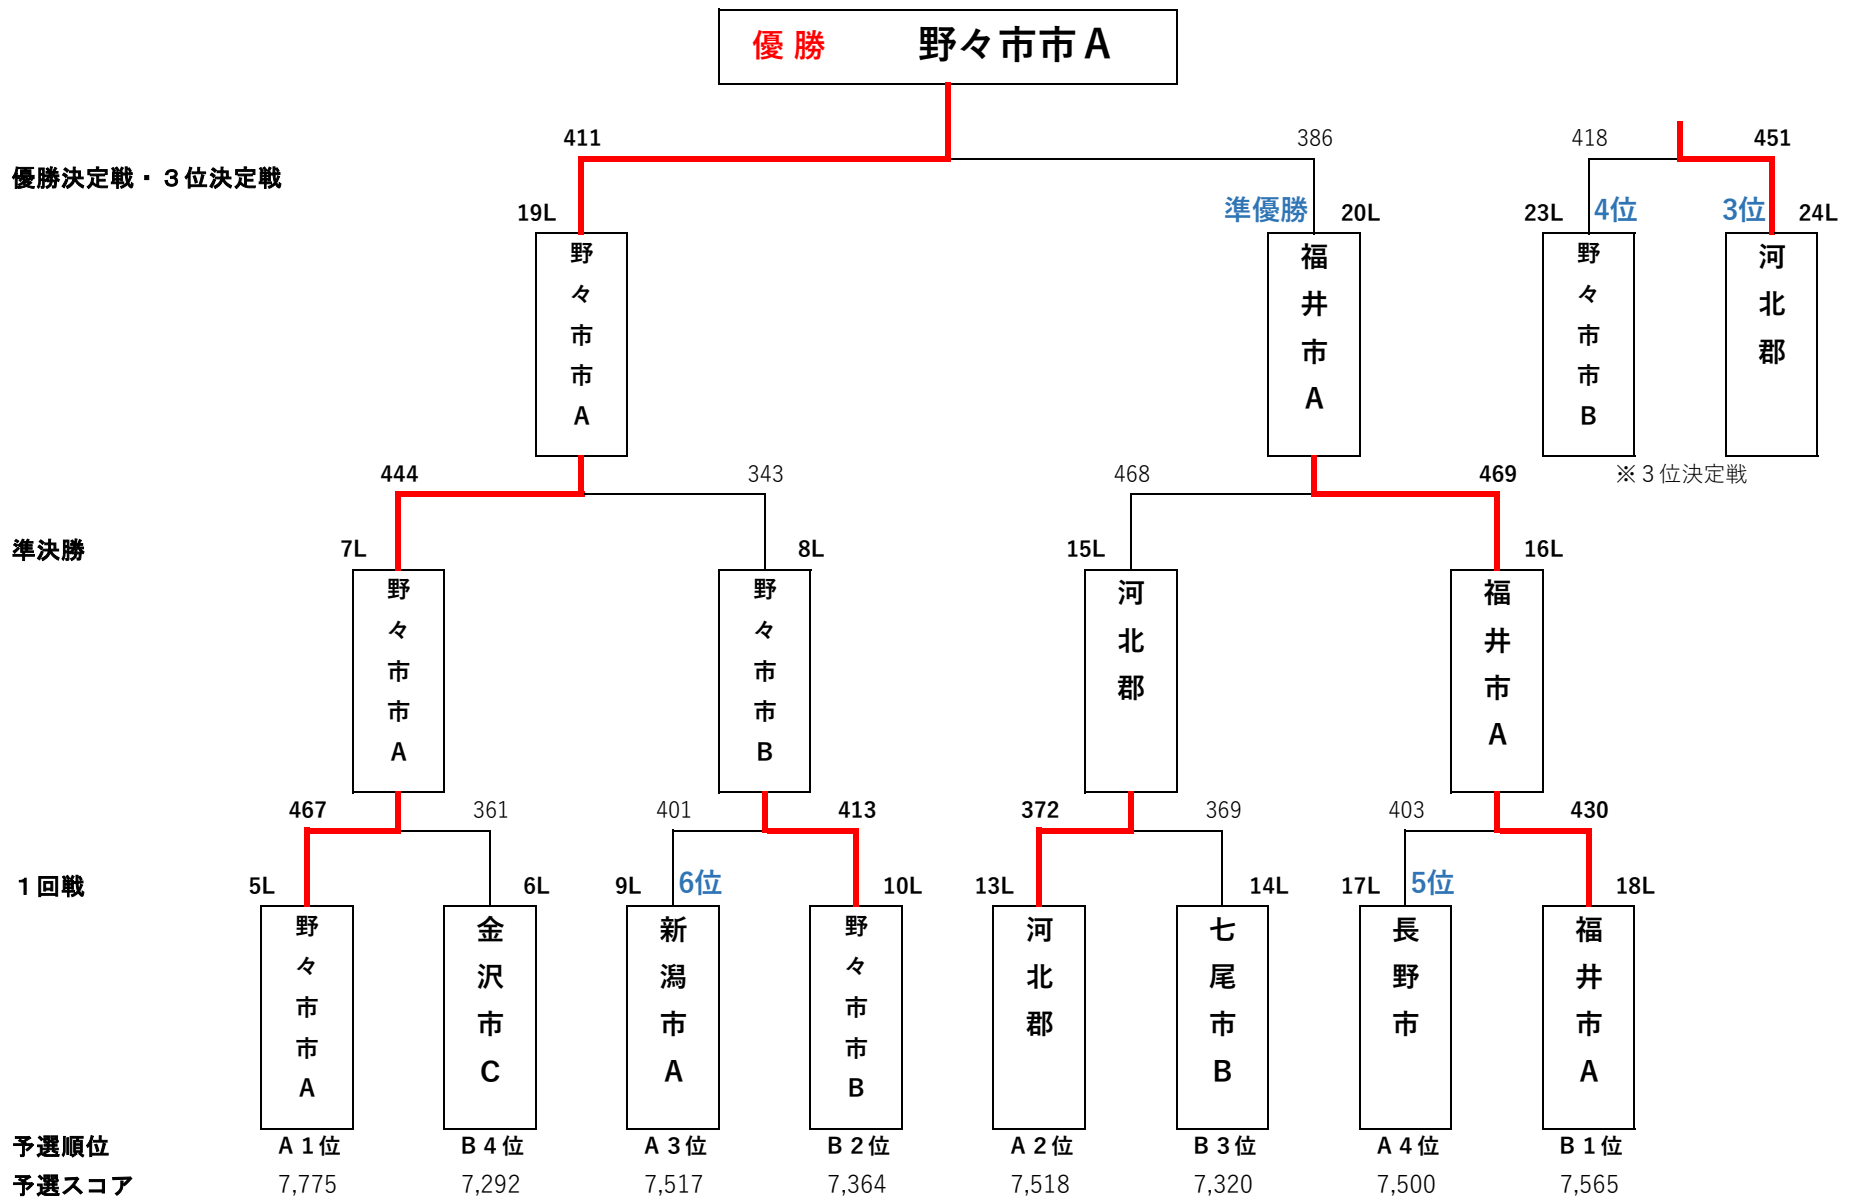 優勝 野々市市A
411 386 418 451
優勝決定戦・３位決定戦
19L 準優勝 20L 23L 4位 3位 24L
野々市市A 福井市A 野々市市B 河北郡
444 343 468 469 ※３位決定戦
準決勝 7L 8L 15L 16L
野々市市A 野々市市B 河北郡 福井市A
467 361 401 413 372 369 403 430
１回戦 5L 6L 9L 6位 10L 13L 14L 17L 5位 18L
野々市市A 金沢市C 新潟市A 野々市市B 河北郡 七尾市B 長野市 福井市A
予選順位 A１位 B４位 A３位 B２位 A２位 B３位 A４位 B１位
予選スコア 7,775 7,292 7,517 7,364 7,518 7,320 7,500 7,565